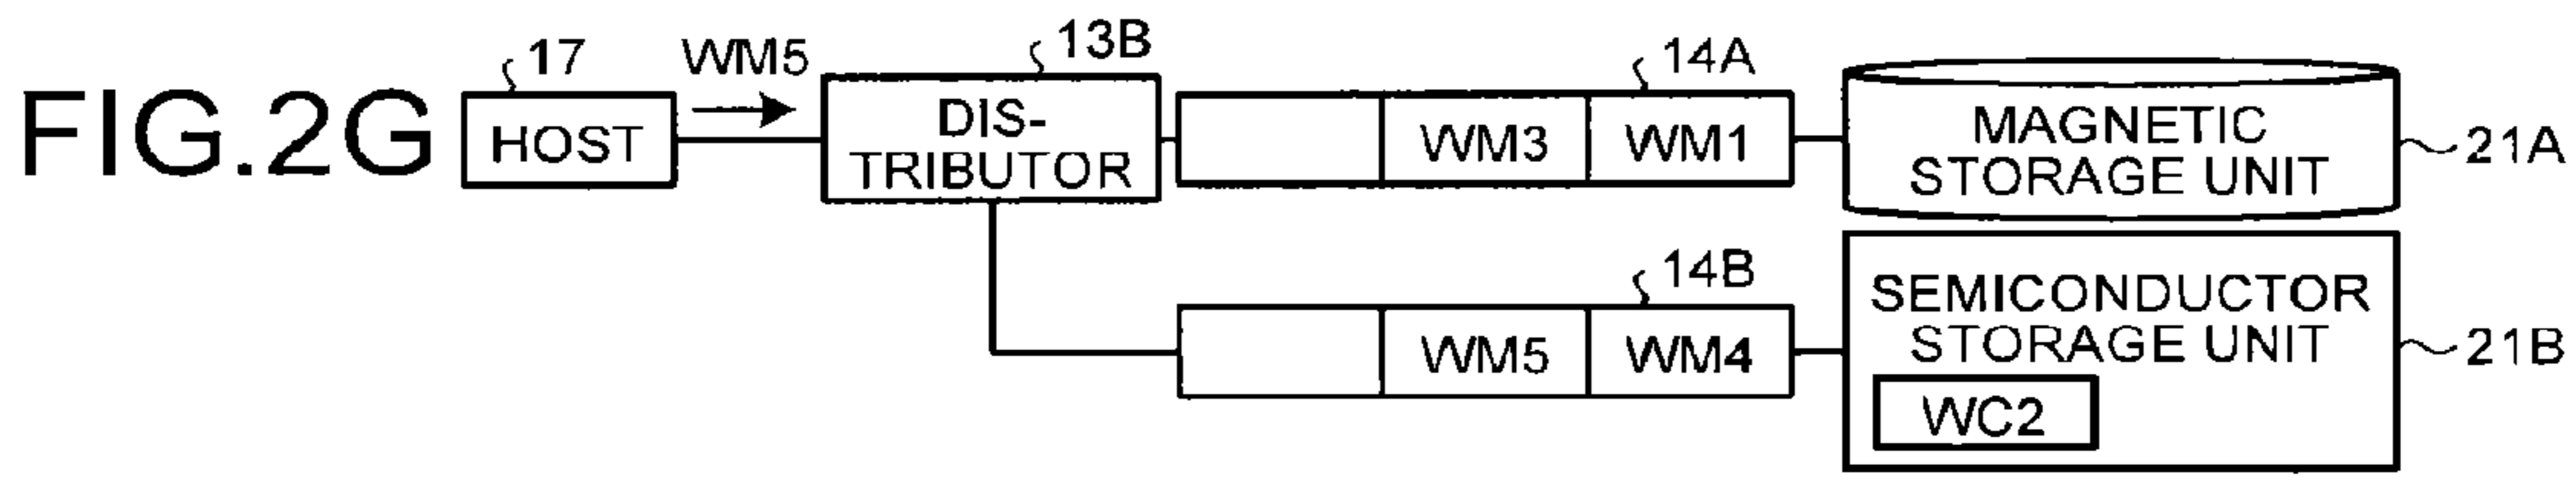 FIG.2G
17
HOST
WM5
13B
DIS-
TRIBUTOR
14A
WM3
WM1
MAGNETIC
STORAGE UNIT
21A
14B
WM5
WM4
SEMICONDUCTOR
STORAGE UNIT
WC2
21B